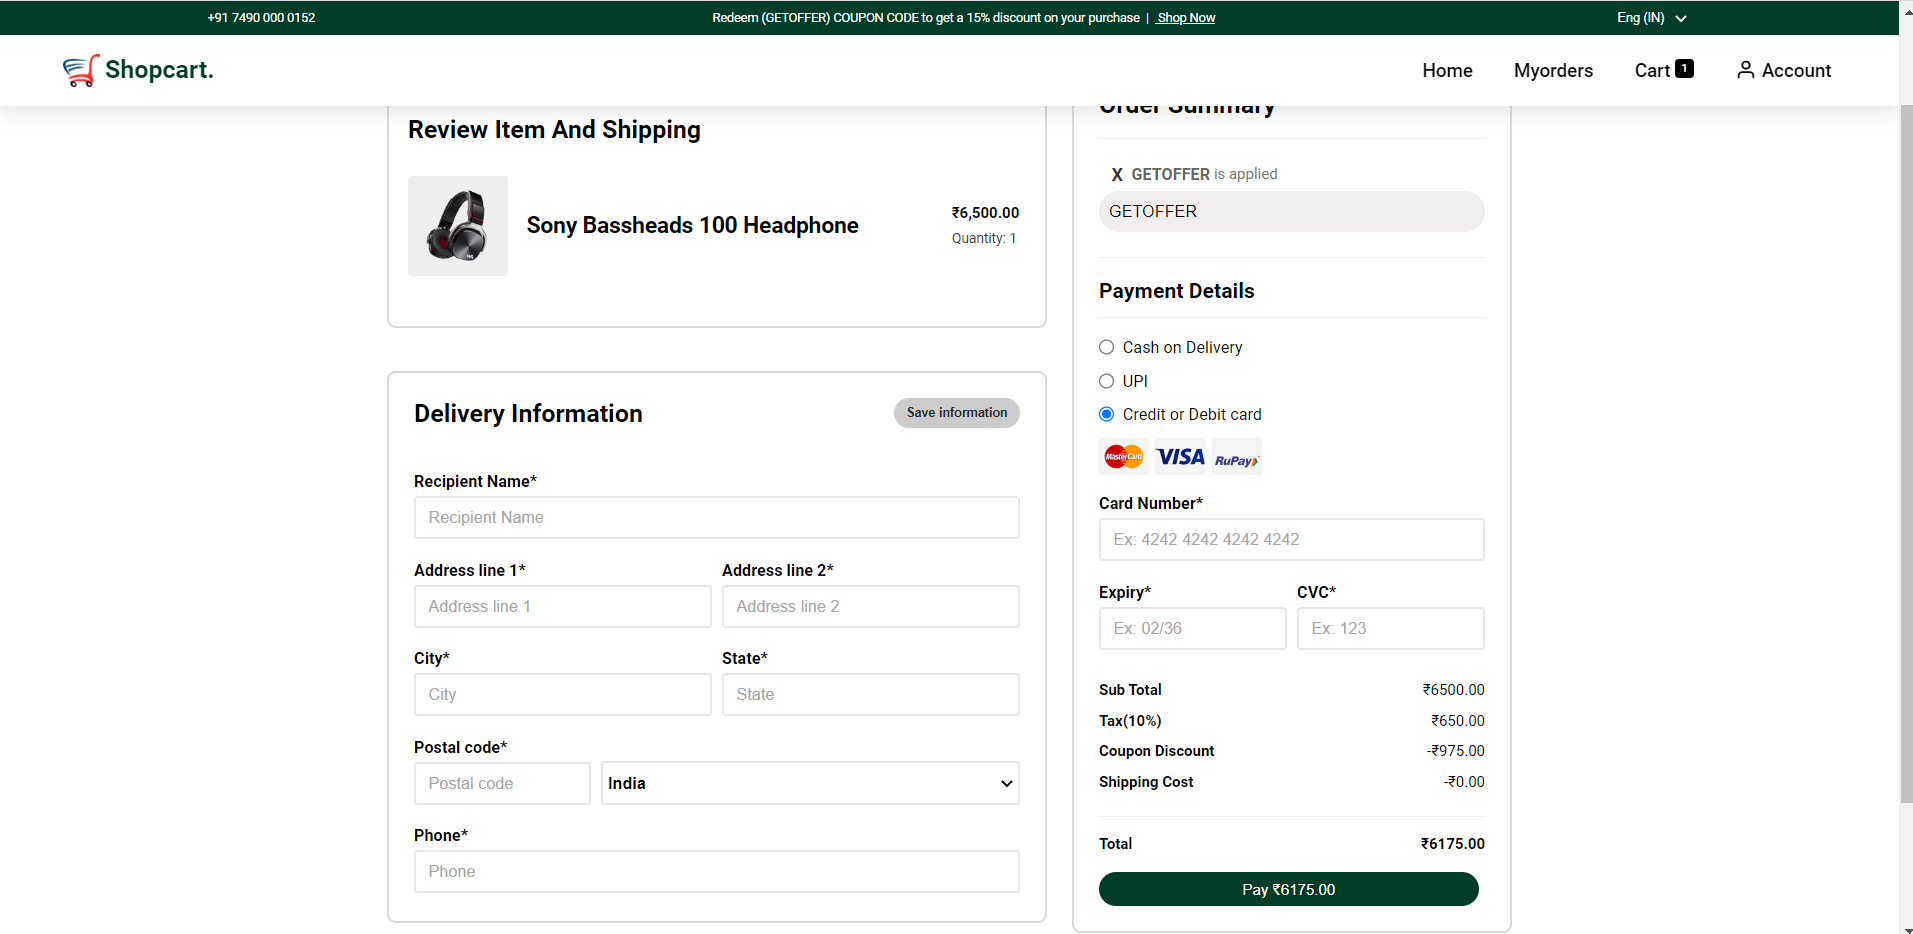 +91 7490 000 0152
Redeem (GETOFFER) COUPON CODE to get a 15% discount on your purchase | Shop Now
Eng (IN)
Shopcart.
Home
Myorders
Cart 1
Account
Review Item And Shipping
Sony Bassheads 100 Headphone
₹6,500.00
Quantity: 1
Delivery Information
Save information
Recipient Name*
Recipient Name
Address line 1*
Address line 2*
Address line 1
Address line 2
City*
State*
City
State
Postal code*
Postal code
India
Phone*
Phone
Order Summary
X GETOFFER is applied
GETOFFER
Payment Details
Cash on Delivery
UPI
Credit or Debit card
MasterCard
VISA
RuPay
Card Number*
Ex: 4242 4242 4242 4242
Expiry*
CVC*
Ex: 02/36
Ex: 123
Sub Total ₹6500.00
Tax(10%) ₹650.00
Coupon Discount -₹975.00
Shipping Cost -₹0.00
Total ₹6175.00
Pay ₹6175.00